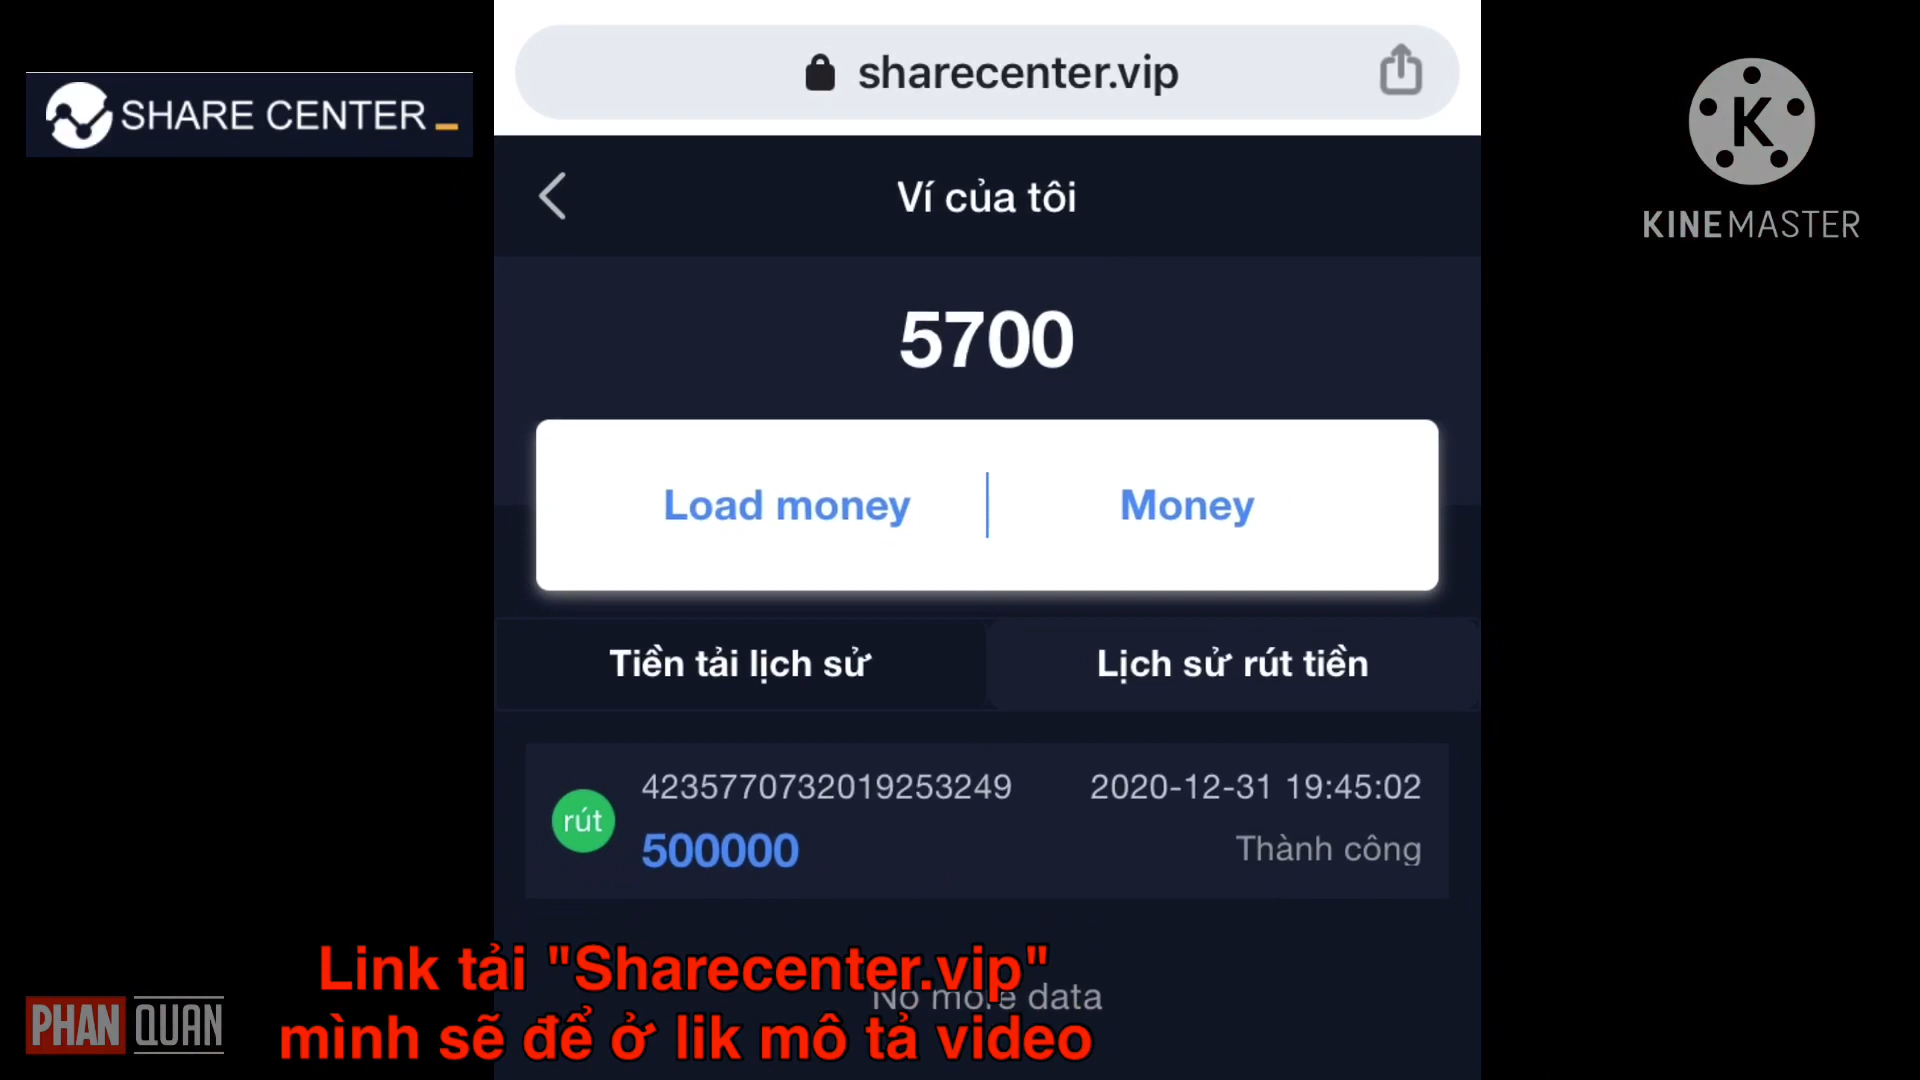 SHARE CENTER
sharecenter.vip
K
KINEMASTER
Ví của tôi
5700
Load money
Money
Tiền tải lịch sử
Lịch sử rút tiền
rút
4235770732019253249
2020-12-31 19:45:02
500000
Thành công
No more data
Link tải "Sharecenter.vip"
mình sẽ để ở lik mô tả video
PHAN QUAN